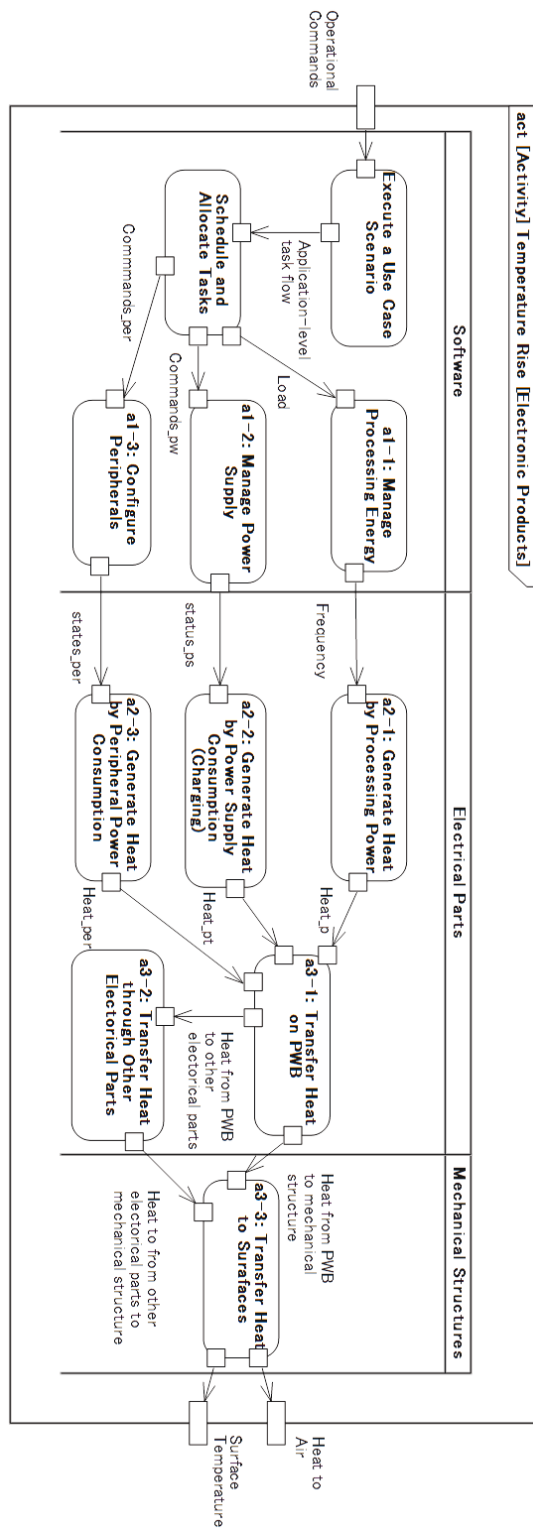 act [Activity] Temperature Rise [Electronic Products]
Software
Electrical Parts
Mechanical Structures
Operational
Commands
Execute a Use Case
Scenario
Application-level
task flow
Schedule and
Allocate Tasks
Load
Commands_pw
Commmands_per
a1-1: Manage
Processing Energy
a1-2: Manage Power
Supply
a1-3: Configure
Peripherals
Frequency
status_ps
states_per
a2-1: Generate Heat
by Processing Power
a2-2: Generate Heat
by Power Supply
Consumption
(Charging)
a2-3: Generate Heat
by Peripheral Power
Consumption
Heat_p
Heat_pt
Heat_per
a3-1: Transfer Heat
on PWB
Heat from PWB
to other
electorical parts
a3-2: Transfer Heat
through Other
Electorical Parts
Heat from PWB
to mechanical
structure
Heat to from other
electorical parts to
mechanical structure
a3-3: Transfer Heat
to Surafaces
Heat to
Air
Surface
Temperature